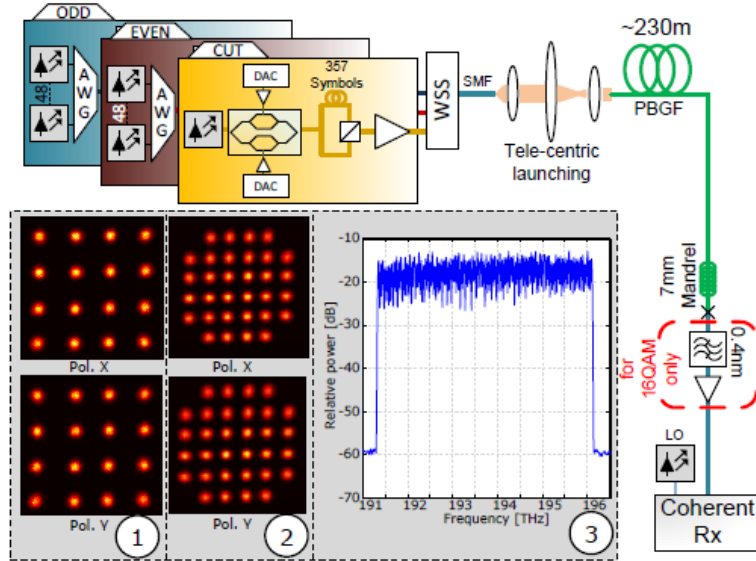 ODD
EVEN
CUT
48
AWG
48
AWG
DAC
DAC
357
Symbols
WSS
SMF
Tele-centric
launching
~230m
PBGF
7mm
Mandrel
for
16QAM
only
0.4nm
LO
Coherent
Rx
Pol. X
Pol. Y
1
Pol. X
Pol. Y
2
Relative power [dB]
-10
-20
-30
-40
-50
-60
-70
191 192 193 194 195 196
Frequency [THz]
3